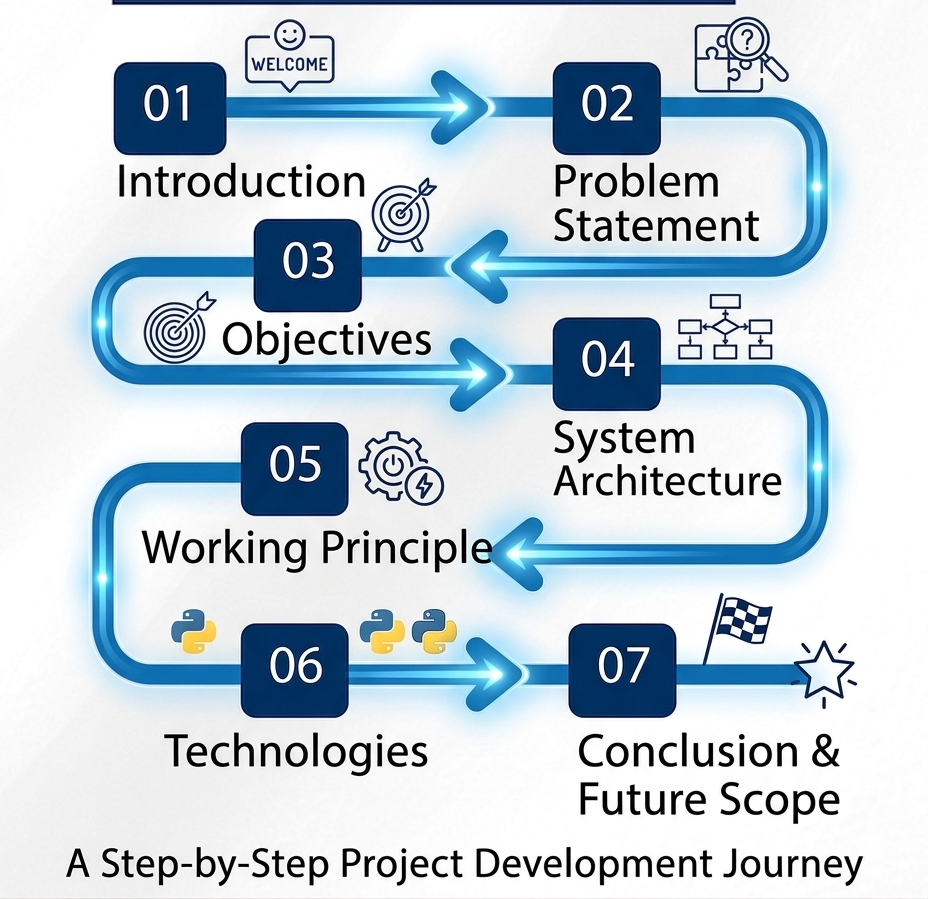 01
WELCOME
02
Introduction
Problem
Statement
03
Objectives
04
System
Architecture
05
Working Principle
06
07
Technologies
Conclusion &
Future Scope
A Step-by-Step Project Development Journey